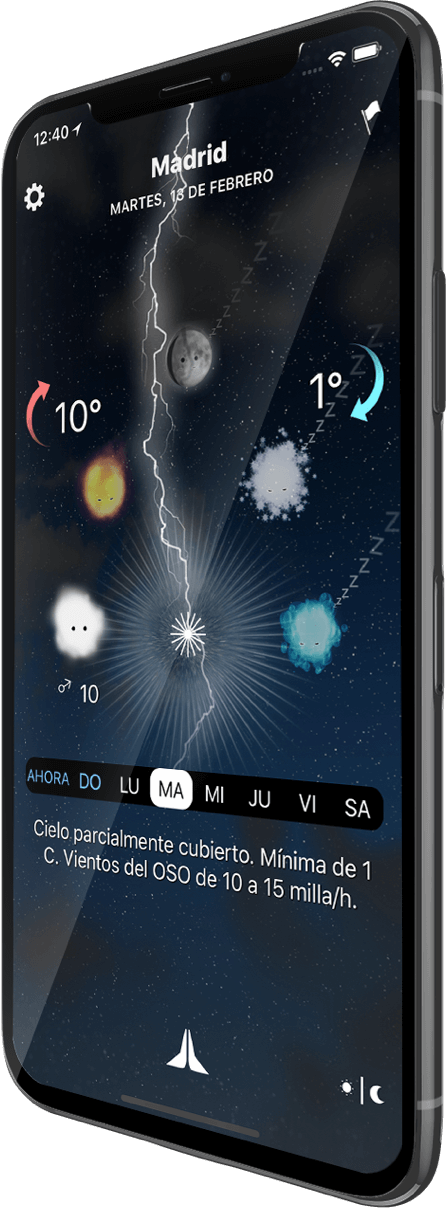 12:40
Madrid
MARTES, 13 DE FEBRERO
z z z z z z z z z
10°
1°
z z z z z z z z z
z z z z z z z z z
10
AHORA DO LU MA MI JU VI SA
Cielo parcialmente cubierto. Mínima de 1
C. Vientos del OSO de 10 a 15 milla/h.